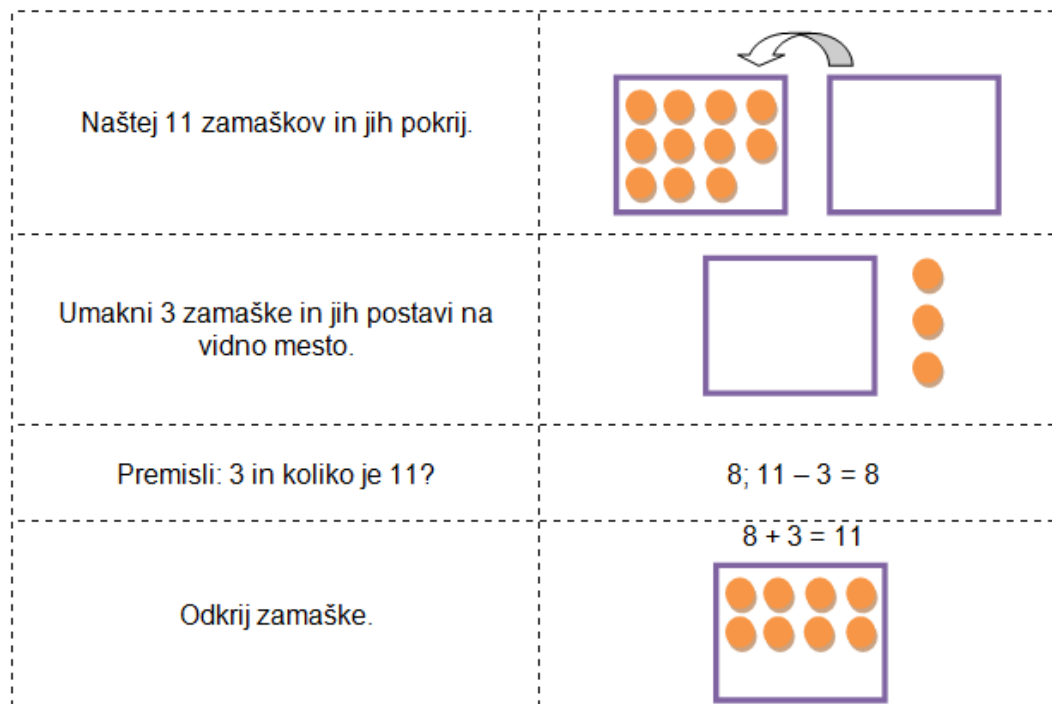 Naštej 11 zamaškov in jih pokrij.
Umakni 3 zamaške in jih postavi na
vidno mesto.
Premisli: 3 in koliko je 11?
8; 11 – 3 = 8
8 + 3 = 11
Odkrij zamaške.